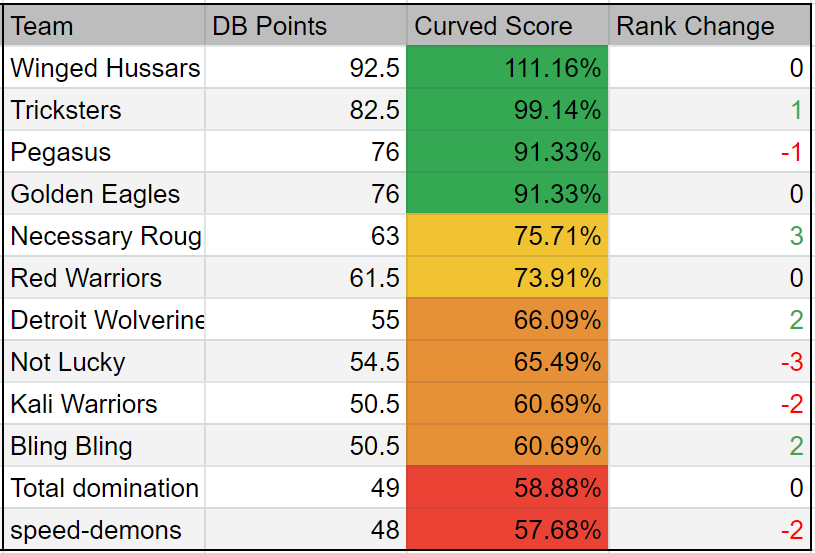 Team DB Points Curved Score Rank Change
Winged Hussars 92.5 111.16% 0
Tricksters 82.5 99.14% 1
Pegasus 76 91.33% -1
Golden Eagles 76 91.33% 0
Necessary Roug 63 75.71% 3
Red Warriors 61.5 73.91% 0
Detroit Wolverine 55 66.09% 2
Not Lucky 54.5 65.49% -3
Kali Warriors 50.5 60.69% -2
Bling Bling 50.5 60.69% 2
Total domination 49 58.88% 0
speed-demons 48 57.68% -2